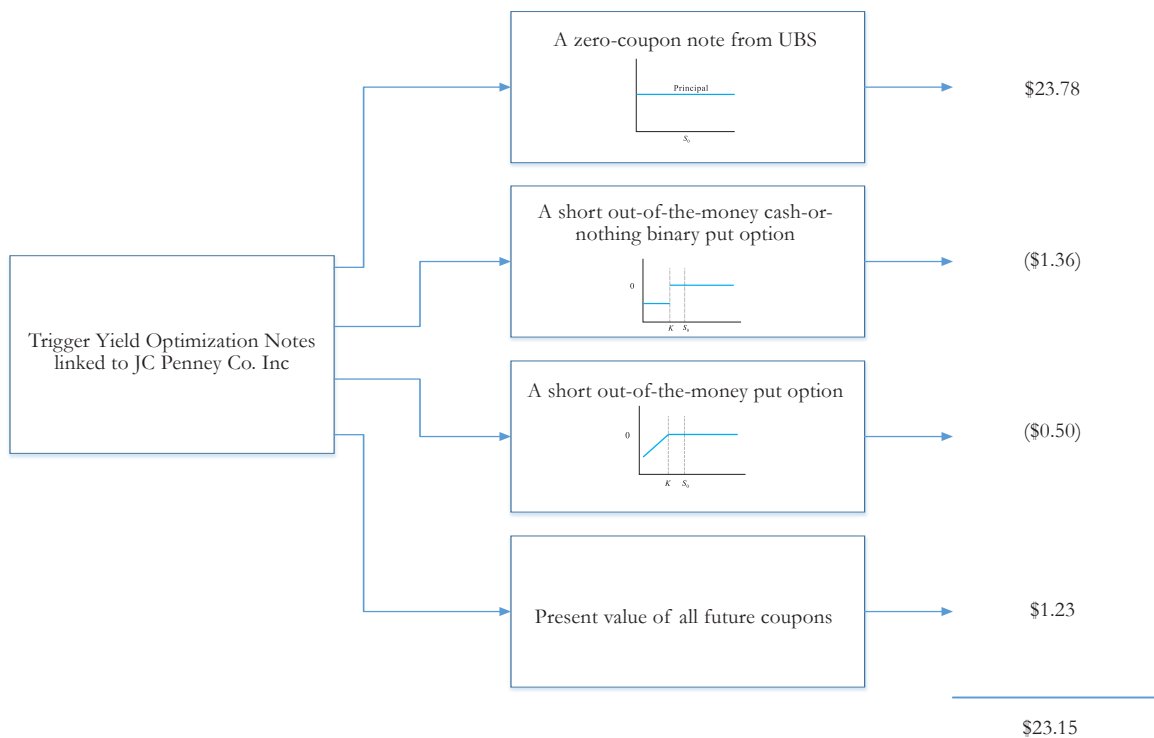 A zero-coupon note from UBS
Principal
S₀
$23.78
A short out-of-the-money cash-or-
nothing binary put option
0
K S₀
($1.36)
Trigger Yield Optimization Notes
linked to JC Penney Co. Inc
A short out-of-the-money put option
0
K S₀
($0.50)
Present value of all future coupons
$1.23
$23.15